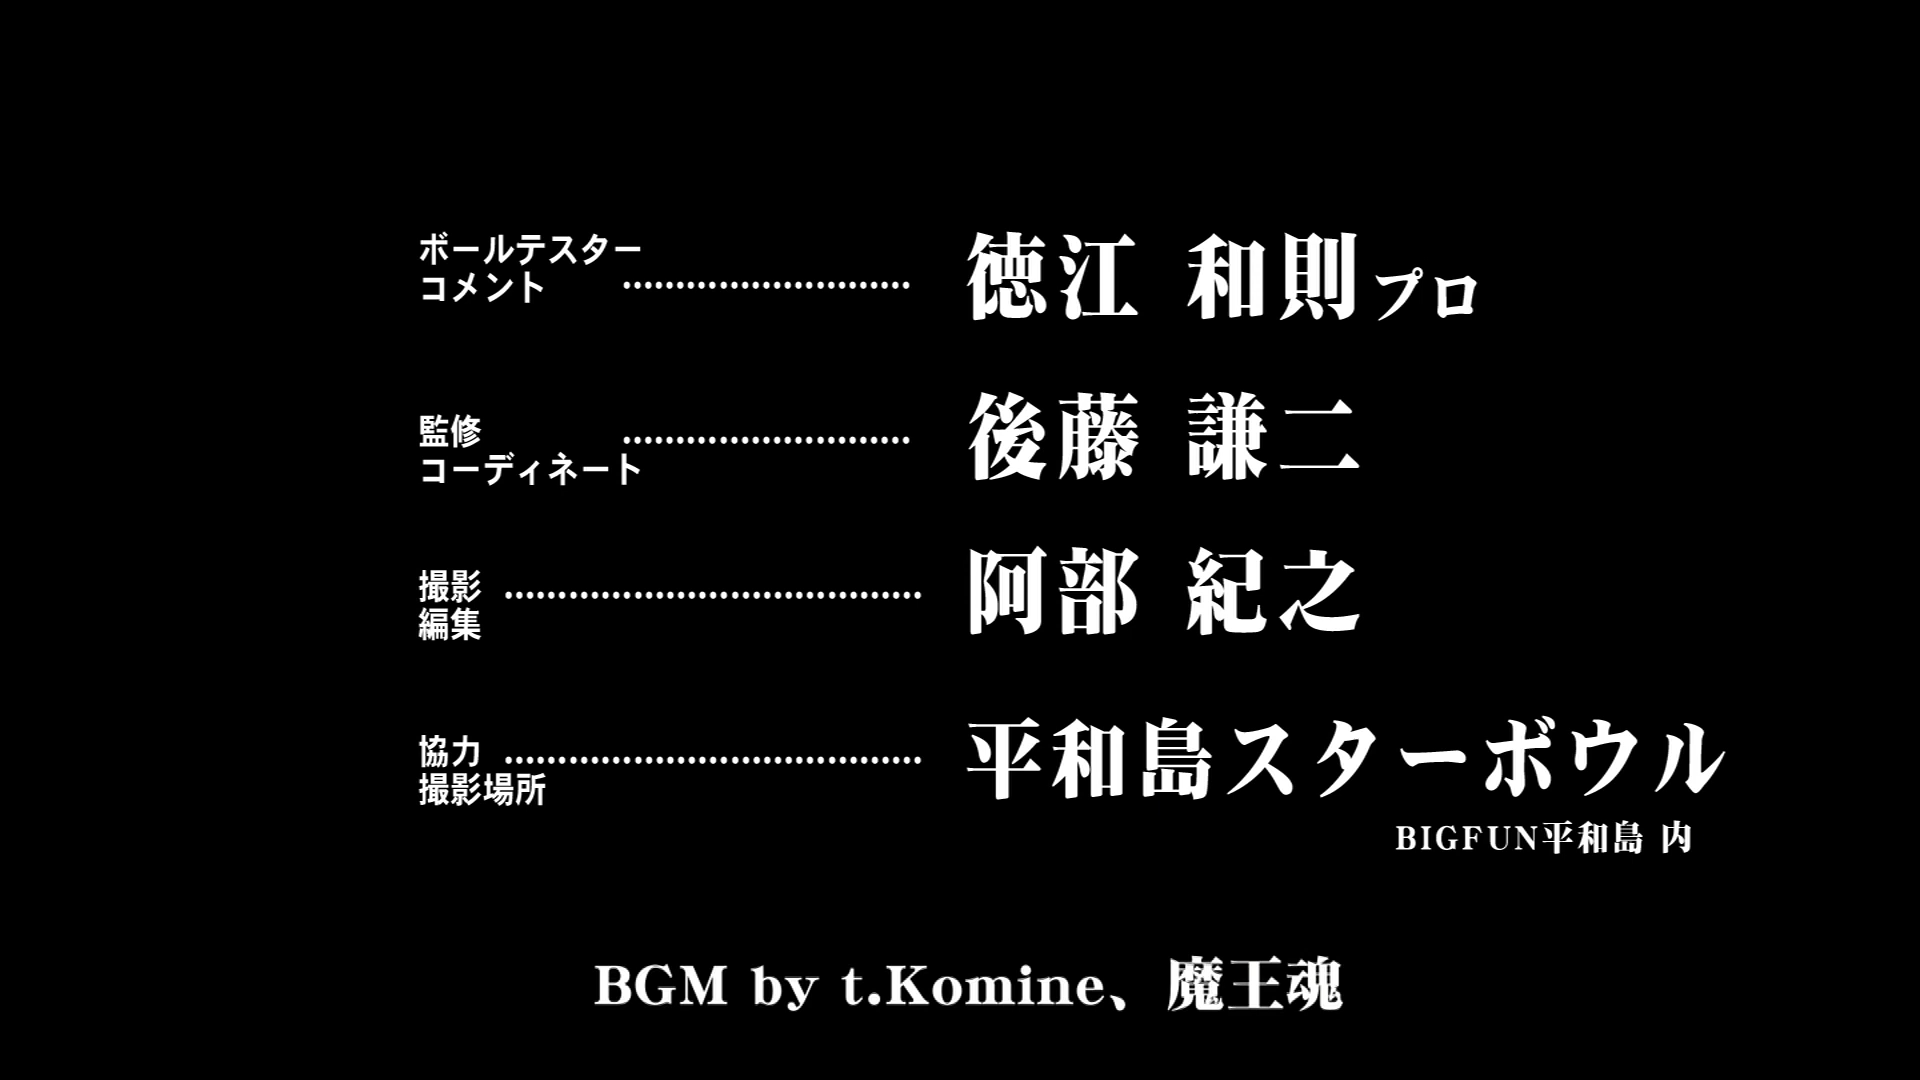 ボールテスター
コメント ........................... 徳江 和則プロ
監修 ........................... 後藤 謙二
コーディネート
撮影 ....................................... 阿部 紀之
編集
協力 ....................................... 平和島スターボウル
撮影場所
BIGFUN平和島 内
BGM by t.Komine、魔王魂